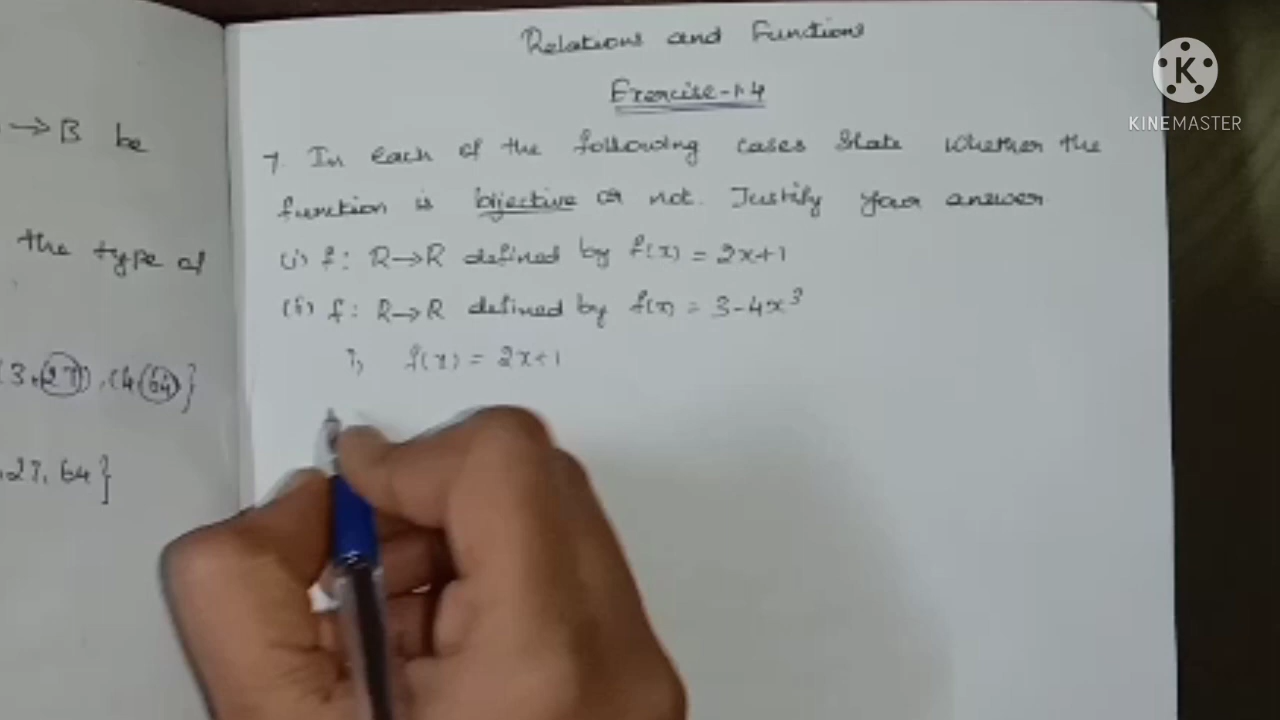 Relations and Functions
Exercise-1.4
7. In each of the following cases state whether the
function is bijective or not. Justify your answer
(i) f: R→R defined by f(x) = 2x+1
(ii) f: R→R defined by f(x) = 3-4x³
i, f(x) = 2x+1
→B be
the type of
(3,27), (4,64)}
,27, 64}
KINEMASTER